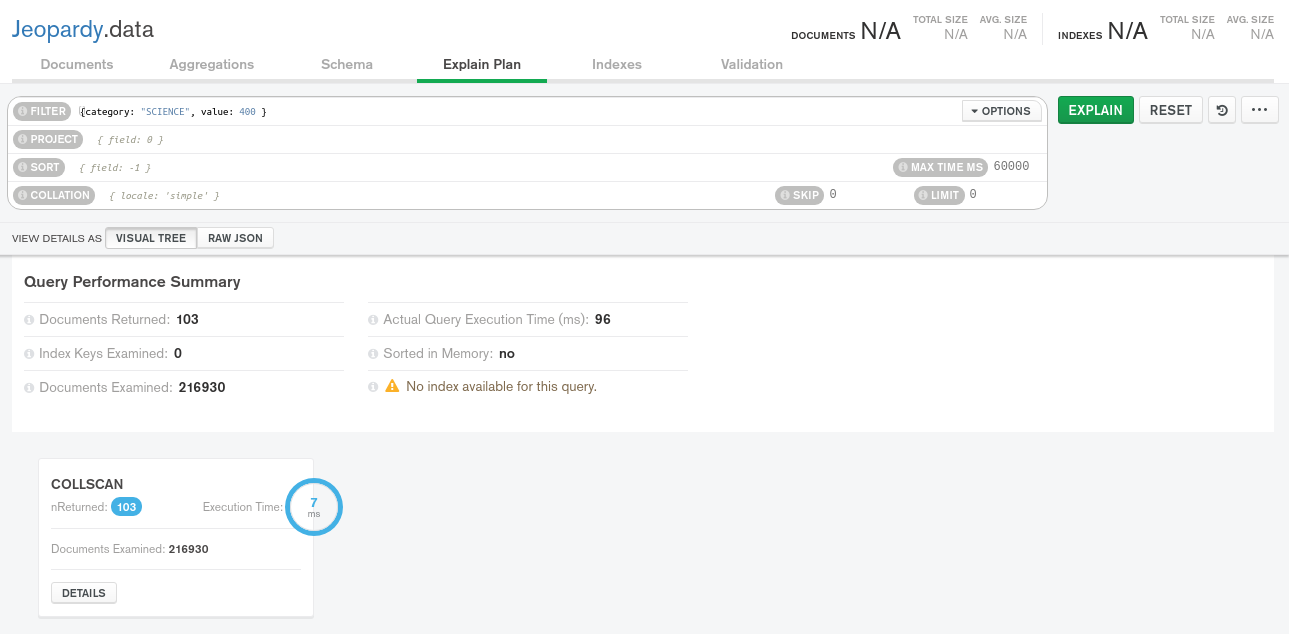 Jeopardy.data
DOCUMENTS N/A TOTAL SIZE N/A AVG. SIZE N/A INDEXES N/A TOTAL SIZE N/A AVG. SIZE N/A
Documents Aggregations Schema Explain Plan Indexes Validation
FILTER {category: "SCIENCE", value: 400 } OPTIONS EXPLAIN RESET ...
PROJECT { field: 0 }
SORT { field: -1 } MAX TIME MS 60000
COLLATION { locale: 'simple' } SKIP 0 LIMIT 0
VIEW DETAILS AS VISUAL TREE RAW JSON
Query Performance Summary
Documents Returned: 103 Actual Query Execution Time (ms): 96
Index Keys Examined: 0 Sorted in Memory: no
Documents Examined: 216930 No index available for this query.
COLLSCAN
nReturned: 103 Execution Time: 7 ms
Documents Examined: 216930
DETAILS